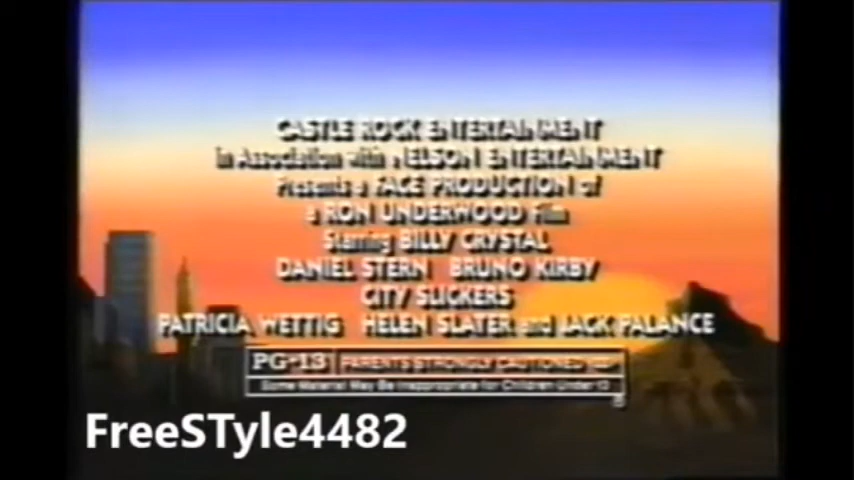 CASTLE ROCK ENTERTAINMENT
in Association with NELSON ENTERTAINMENT
Presents a FACE PRODUCTION of
a RON UNDERWOOD Film
Starring BILLY CRYSTAL
DANIEL STERN BRUNO KIRBY
CITY SLICKERS
PATRICIA WETTIG HELEN SLATER and JACK PALANCE
PG-13 PARENTS STRONGLY CAUTIONED
Some Material May Be Inappropriate for Children Under 13
FreeSTyle4482